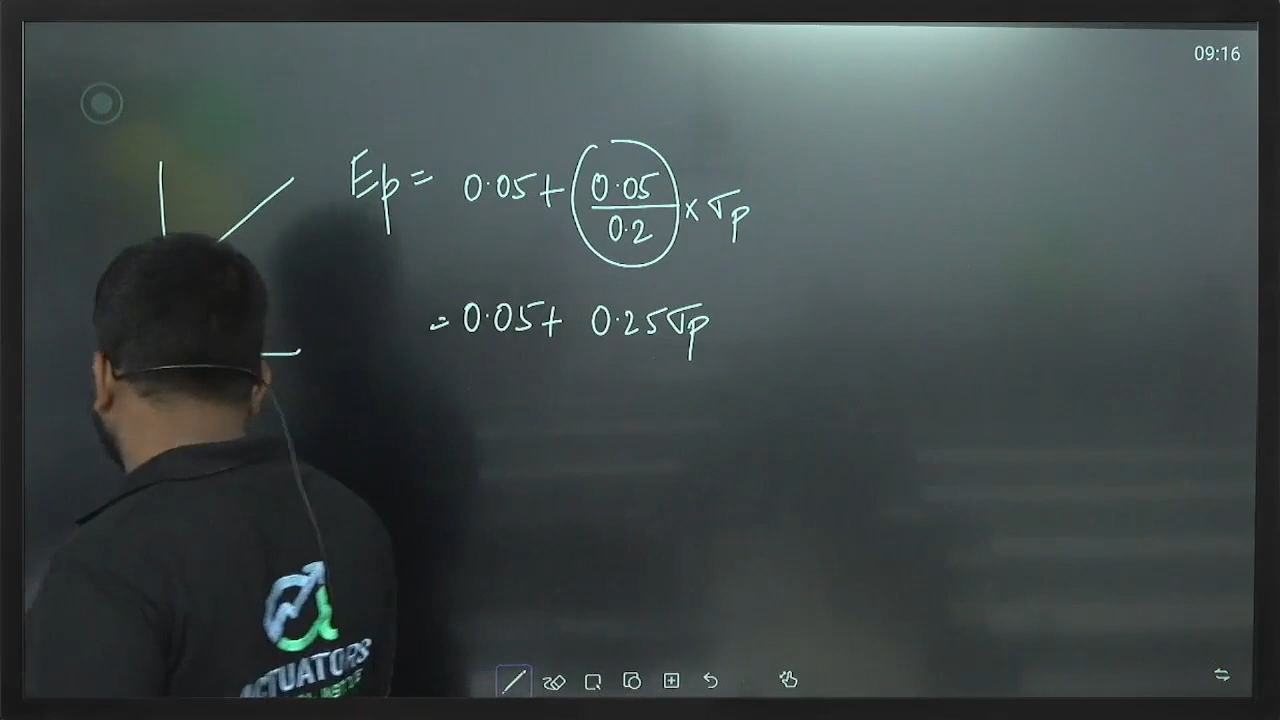 09:16
Ep = 0.05 + 0.05/0.2 × σp
= 0.05 + 0.25σp
ACTUATORS